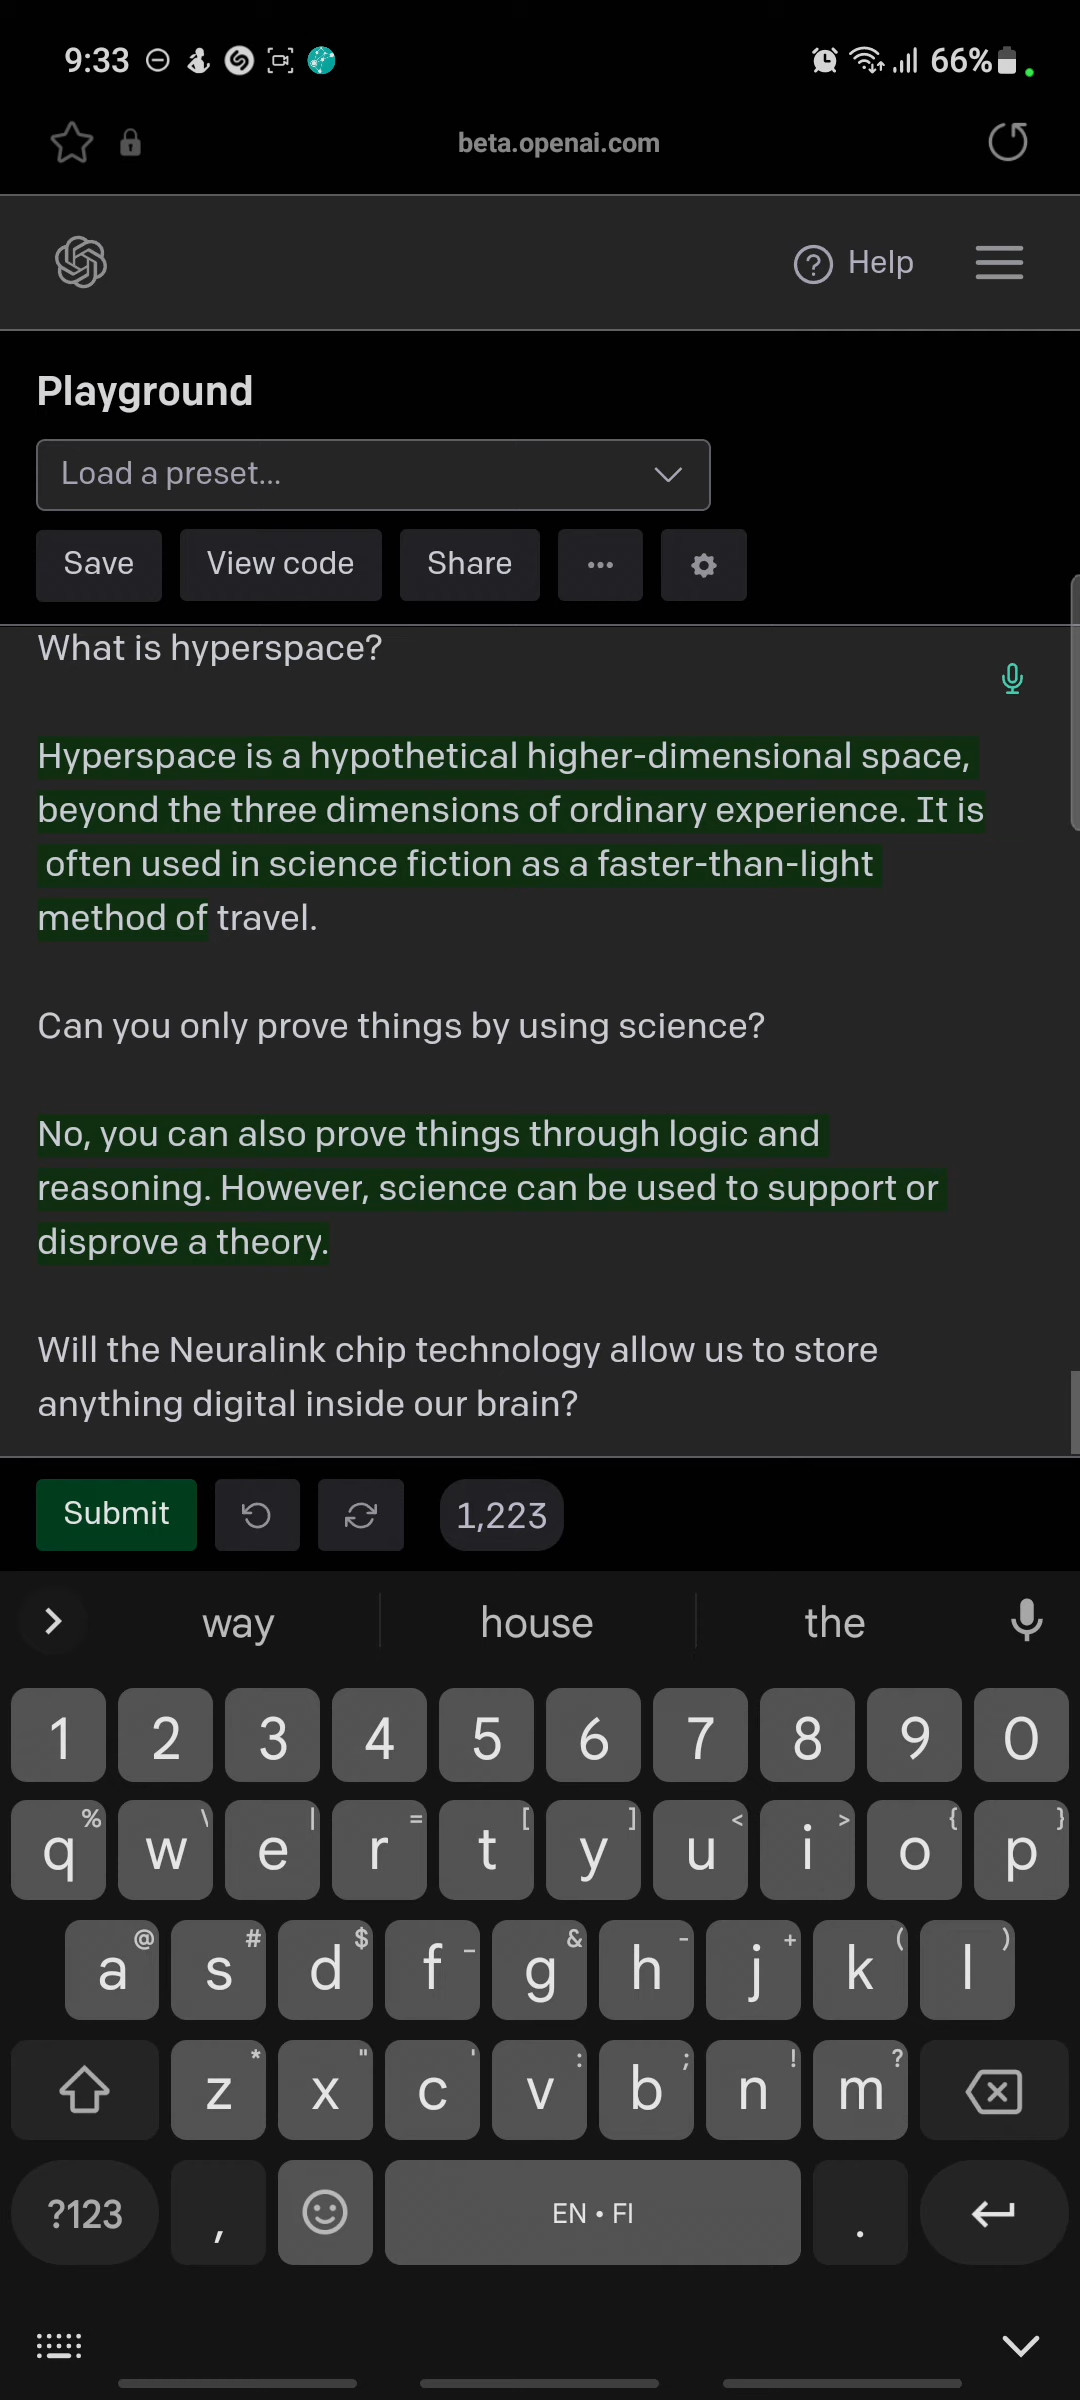 9:33 66%
beta.openai.com
Help
Playground
Load a preset...
Save View code Share ...
What is hyperspace?
Hyperspace is a hypothetical higher-dimensional space,
beyond the three dimensions of ordinary experience. It is
often used in science fiction as a faster-than-light
method of travel.
Can you only prove things by using science?
No, you can also prove things through logic and
reasoning. However, science can be used to support or
disprove a theory.
Will the Neuralink chip technology allow us to store
anything digital inside our brain?
Submit 1,223
way house the
1 2 3 4 5 6 7 8 9 0
% \ | = [ ] < > { }
q w e r t y u i o p
@ # $ _ & - + ( )
a s d f g h j k l
* " ' : ; ! ?
z x c v b n m
?123 , EN • FI .